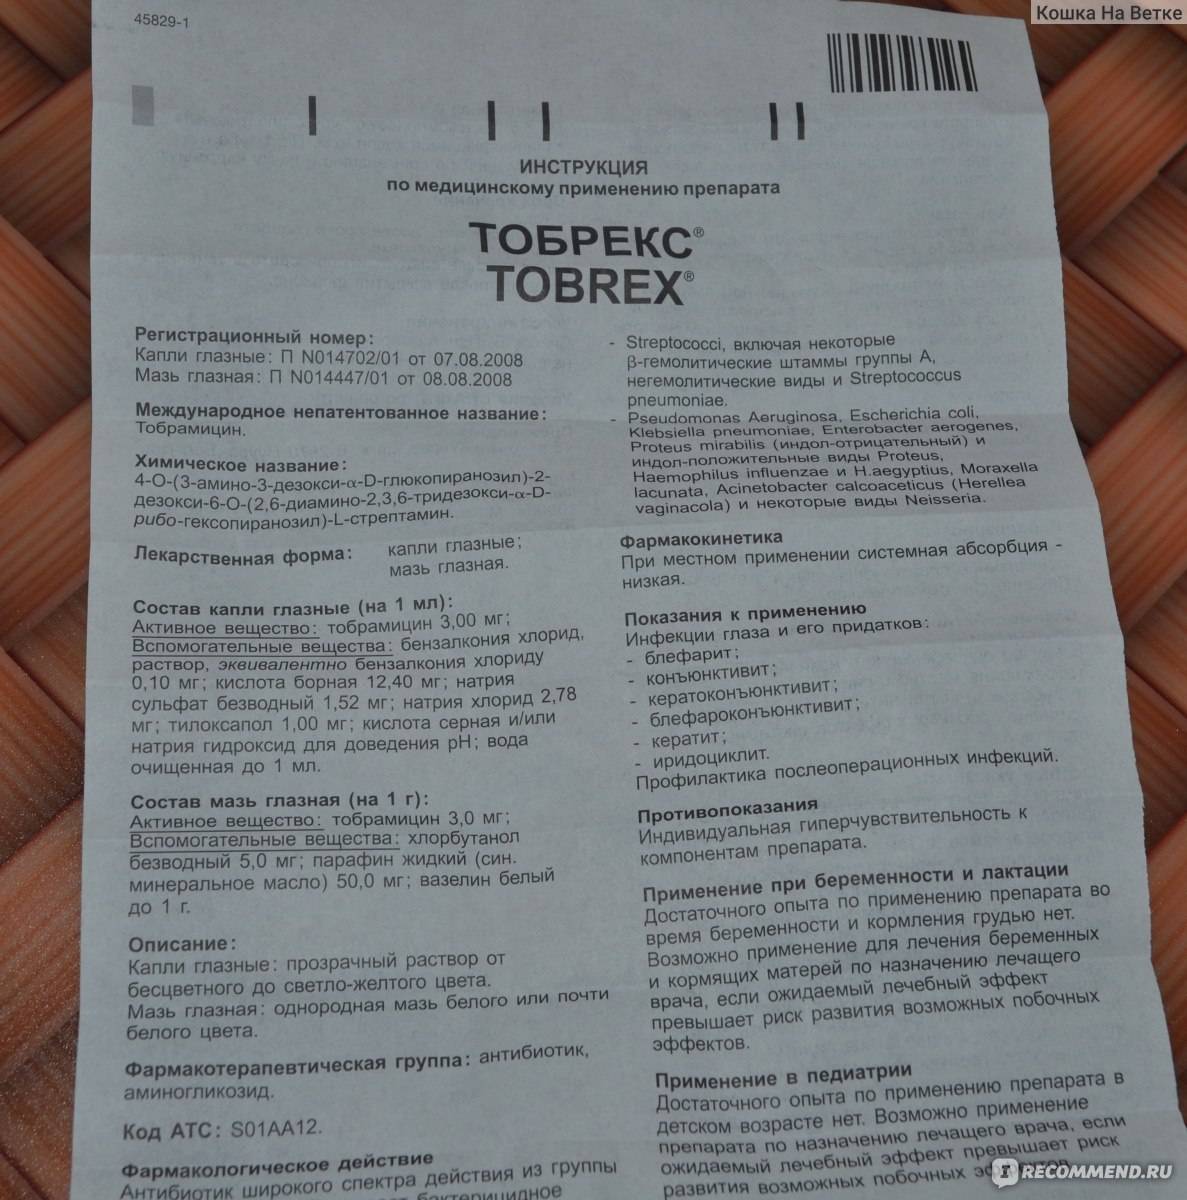 Кошка На Ветке
45829-1
ИНСТРУКЦИЯ
по медицинскому применению препарата
ТОБРЕКС®
TOBREX®
Регистрационный номер:
Капли глазные: П N014702/01 от 07.08.2008
Мазь глазная: П N014447/01 от 08.08.2008
Международное непатентованное название:
Тобрамицин.
Химическое название:
4-О-(3-амино-3-дезокси-α-D-глюкопиранозил)-2-
дезокси-6-О-(2,6-диамино-2,3,6-тридезокси-α-D-
рибо-гексопиранозил)-L-стрептамин.
Лекарственная форма: капли глазные;
мазь глазная.
Состав капли глазные (на 1 мл):
Активное вещество: тобрамицин 3,00 мг;
Вспомогательные вещества: бензалкония хлорид,
раствор, эквивалентно бензалкония хлориду
0,10 мг; кислота борная 12,40 мг; натрия
сульфат безводный 1,52 мг; натрия хлорид 2,78
мг; тилоксапол 1,00 мг; кислота серная и/или
натрия гидроксид для доведения pH; вода
очищенная до 1 мл.
Состав мазь глазная (на 1 г):
Активное вещество: тобрамицин 3,0 мг;
Вспомогательные вещества: хлорбутанол
безводный 5,0 мг; парафин жидкий (син.
минеральное масло) 50,0 мг; вазелин белый
до 1 г.
Описание:
Капли глазные: прозрачный раствор от
бесцветного до светло-желтого цвета.
Мазь глазная: однородная мазь белого или почти
белого цвета.
Фармакотерапевтическая группа: антибиотик,
аминогликозид.
Код АТС: S01AA12.
Фармакологическое действие
Антибиотик широкого спектра действия из группы
бактерицидное
- Streptococci, включая некоторые
β-гемолитические штаммы группы А,
негемолитические виды и Streptococcus
pneumoniae.
- Pseudomonas Aeruginosa, Escherichia coli,
Klebsiella pneumoniae, Enterobacter aerogenes,
Proteus mirabilis (индол-отрицательный) и
индол-положительные виды Proteus,
Haemophilus influenzae и H.aegyptius, Moraxella
lacunata, Acinetobacter calcoaceticus (Herellea
vaginacola) и некоторые виды Neisseria.
Фармакокинетика
При местном применении системная абсорбция -
низкая.
Показания к применению
Инфекции глаза и его придатков:
- блефарит;
- конъюнктивит;
- кератоконъюнктивит;
- блефароконъюнктивит;
- кератит;
- иридоциклит.
Профилактика послеоперационных инфекций.
Противопоказания
Индивидуальная гиперчувствительность к
компонентам препарата.
Применение при беременности и лактации
Достаточного опыта по применению препарата во
время беременности и кормления грудью нет.
Возможно применение для лечения беременных
и кормящих матерей по назначению лечащего
врача, если ожидаемый лечебный эффект
превышает риск развития возможных побочных
эффектов.
Применение в педиатрии
Достаточного опыта по применению препарата в
детском возрасте нет. Возможно применение
препарата по назначению лечащего врача, если
ожидаемый лечебный эффект превышает риск
развития возможных побочных
RECOMMEND.RU